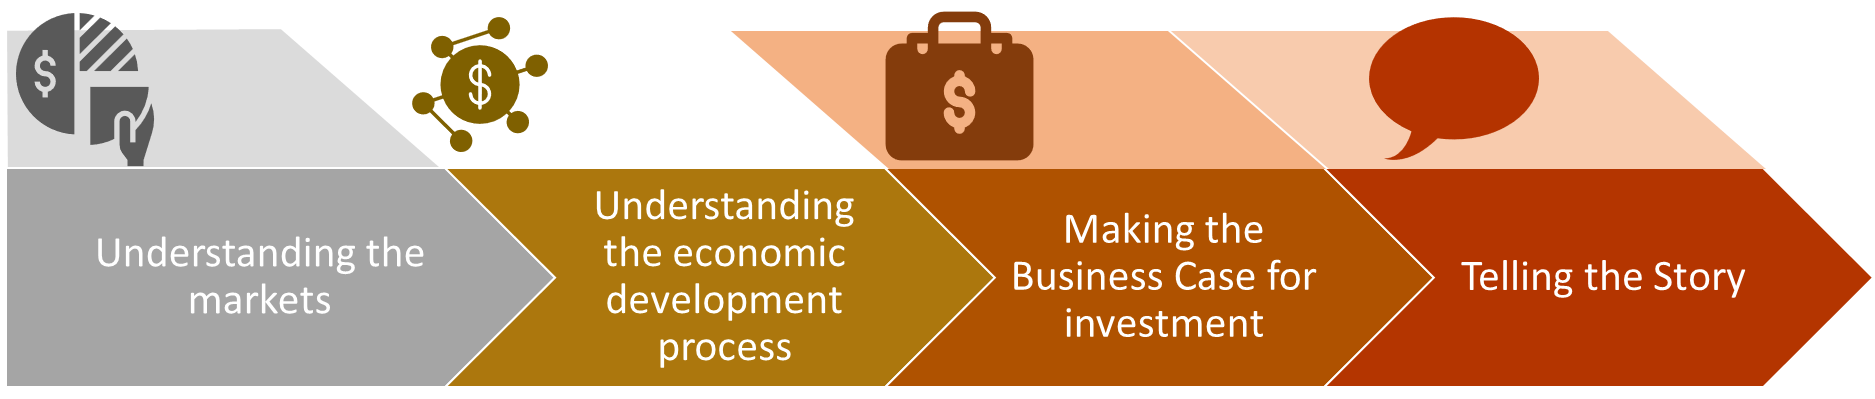 $
$
$
Understanding the
markets
Understanding
the economic
development
process
Making the
Business Case for
investment
Telling the Story